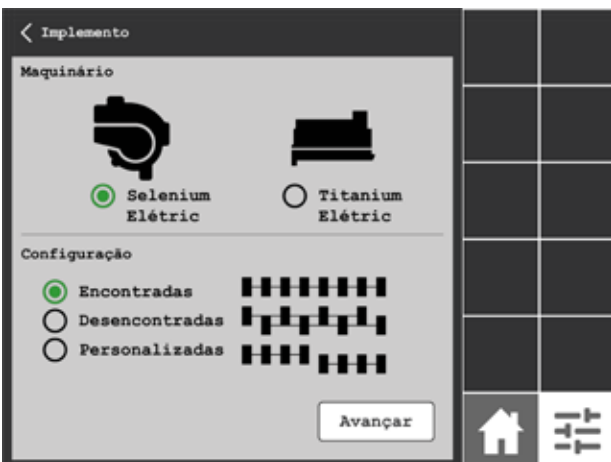 Implemento
Maquinário
Selenium
Elétric
Titanium
Elétric
Configuração
Encontradas
Desencontradas
Personalizadas
Avançar